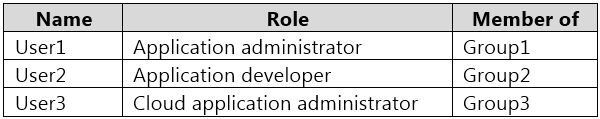 Name Role Member of
User1 Application administrator Group1
User2 Application developer Group2
User3 Cloud application administrator Group3